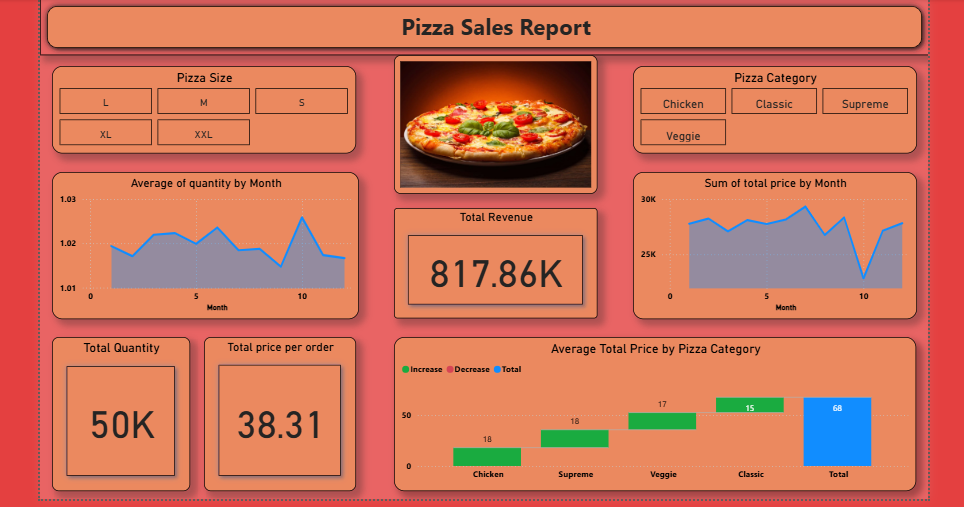 Pizza Sales Report
Pizza Size
L M S
XL XXL
Pizza Category
Chicken Classic Supreme
Veggie
Average of quantity by Month
1.03
1.02
1.01
0 5 10
Month
Total Revenue
817.86K
Sum of total price by Month
30K
25K
0 5 10
Month
Total Quantity
50K
Total price per order
38.31
Average Total Price by Pizza Category
Increase Decrease Total
50
0
18 18 17 15 68
Chicken Supreme Veggie Classic Total